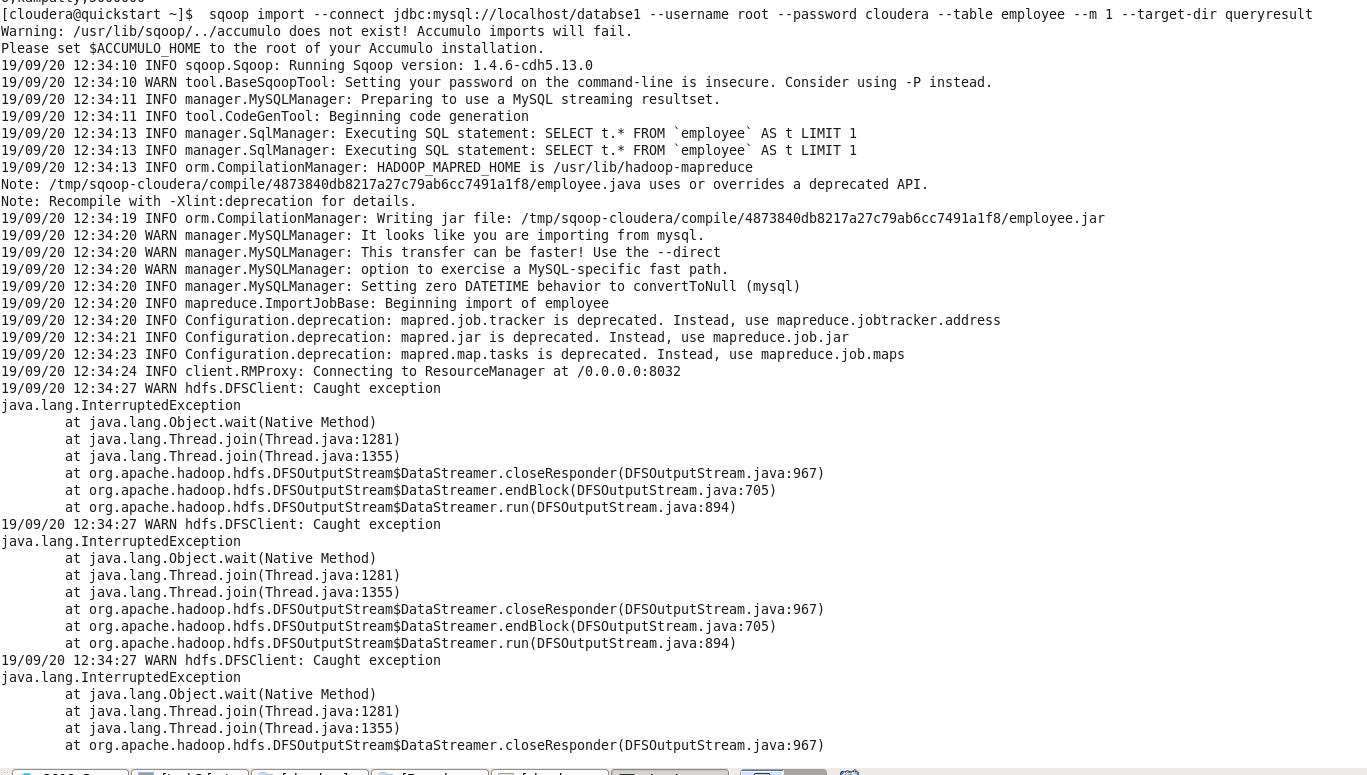 [cloudera@quickstart ~]$  sqoop import --connect jdbc:mysql://localhost/databse1 --username root --password cloudera --table employee --m 1 --target-dir queryresult
Warning: /usr/lib/sqoop/../accumulo does not exist! Accumulo imports will fail.
Please set $ACCUMULO_HOME to the root of your Accumulo installation.
19/09/20 12:34:10 INFO sqoop.Sqoop: Running Sqoop version: 1.4.6-cdh5.13.0
19/09/20 12:34:10 WARN tool.BaseSqoopTool: Setting your password on the command-line is insecure. Consider using -P instead.
19/09/20 12:34:11 INFO manager.MySQLManager: Preparing to use a MySQL streaming resultset.
19/09/20 12:34:11 INFO tool.CodeGenTool: Beginning code generation
19/09/20 12:34:13 INFO manager.SqlManager: Executing SQL statement: SELECT t.* FROM `employee` AS t LIMIT 1
19/09/20 12:34:13 INFO manager.SqlManager: Executing SQL statement: SELECT t.* FROM `employee` AS t LIMIT 1
19/09/20 12:34:13 INFO orm.CompilationManager: HADOOP_MAPRED_HOME is /usr/lib/hadoop-mapreduce
Note: /tmp/sqoop-cloudera/compile/4873840db8217a27c79ab6cc7491a1f8/employee.java uses or overrides a deprecated API.
Note: Recompile with -Xlint:deprecation for details.
19/09/20 12:34:19 INFO orm.CompilationManager: Writing jar file: /tmp/sqoop-cloudera/compile/4873840db8217a27c79ab6cc7491a1f8/employee.jar
19/09/20 12:34:20 WARN manager.MySQLManager: It looks like you are importing from mysql.
19/09/20 12:34:20 WARN manager.MySQLManager: This transfer can be faster! Use the --direct
19/09/20 12:34:20 WARN manager.MySQLManager: option to exercise a MySQL-specific fast path.
19/09/20 12:34:20 INFO manager.MySQLManager: Setting zero DATETIME behavior to convertToNull (mysql)
19/09/20 12:34:20 INFO mapreduce.ImportJobBase: Beginning import of employee
19/09/20 12:34:20 INFO Configuration.deprecation: mapred.job.tracker is deprecated. Instead, use mapreduce.jobtracker.address
19/09/20 12:34:21 INFO Configuration.deprecation: mapred.jar is deprecated. Instead, use mapreduce.job.jar
19/09/20 12:34:23 INFO Configuration.deprecation: mapred.map.tasks is deprecated. Instead, use mapreduce.job.maps
19/09/20 12:34:24 INFO client.RMProxy: Connecting to ResourceManager at /0.0.0.0:8032
19/09/20 12:34:27 WARN hdfs.DFSClient: Caught exception
java.lang.InterruptedException
at java.lang.Object.wait(Native Method)
at java.lang.Thread.join(Thread.java:1281)
at java.lang.Thread.join(Thread.java:1355)
at org.apache.hadoop.hdfs.DFSOutputStream$DataStreamer.closeResponder(DFSOutputStream.java:967)
at org.apache.hadoop.hdfs.DFSOutputStream$DataStreamer.endBlock(DFSOutputStream.java:705)
at org.apache.hadoop.hdfs.DFSOutputStream$DataStreamer.run(DFSOutputStream.java:894)
19/09/20 12:34:27 WARN hdfs.DFSClient: Caught exception
java.lang.InterruptedException
at java.lang.Object.wait(Native Method)
at java.lang.Thread.join(Thread.java:1281)
at java.lang.Thread.join(Thread.java:1355)
at org.apache.hadoop.hdfs.DFSOutputStream$DataStreamer.closeResponder(DFSOutputStream.java:967)
at org.apache.hadoop.hdfs.DFSOutputStream$DataStreamer.endBlock(DFSOutputStream.java:705)
at org.apache.hadoop.hdfs.DFSOutputStream$DataStreamer.run(DFSOutputStream.java:894)
19/09/20 12:34:27 WARN hdfs.DFSClient: Caught exception
java.lang.InterruptedException
at java.lang.Object.wait(Native Method)
at java.lang.Thread.join(Thread.java:1281)
at java.lang.Thread.join(Thread.java:1355)
at org.apache.hadoop.hdfs.DFSOutputStream$DataStreamer.closeResponder(DFSOutputStream.java:967)